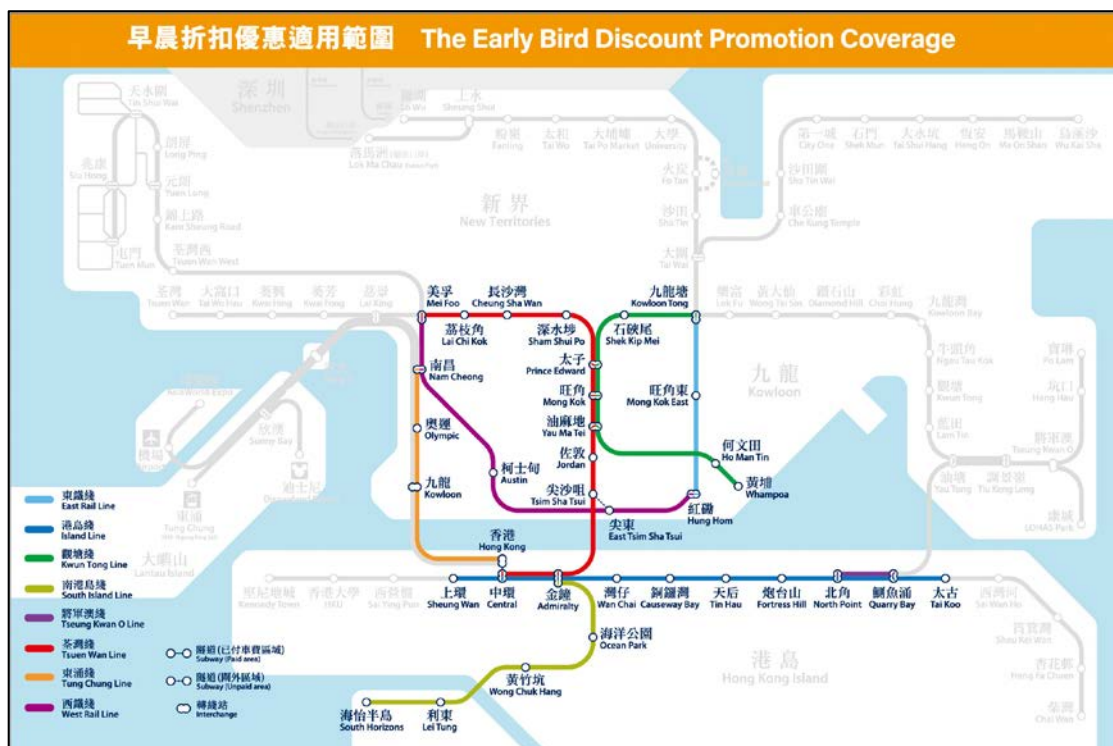 早晨折扣優惠適用範圍 The Early Bird Discount Promotion Coverage
天水圍
Tin Shui Wai
朗屏
Long Ping
兆康
Siu Hong
元朗
Yuen Long
錦上路
Kam Sheung Road
屯門
Tuen Mun
荃灣西
Tsuen Wan West
深圳
Shenzhen
羅湖
Lo Wu
上水
Sheung Shui
落馬洲
Lok Ma Chau
粉嶺
Fanling
太和
Tai Wo
大埔墟
Tai Po Market
大學
University
火炭
Fo Tan
沙田
Sha Tin
大圍
Tai Wai
新界
New Territories
第一城
City One
石門
Shek Mun
大水坑
Tai Shui Hang
恆安
Heng On
馬鞍山
Ma On Shan
烏溪沙
Wu Kai Sha
沙田圍
Sha Tin Wai
車公廟
Che Kung Temple
荃灣
Tsuen Wan
大窩口
Tai Wo Hau
葵興
Kwai Hing
葵芳
Kwai Fong
荔景
Lai King
美孚
Mei Foo
長沙灣
Cheung Sha Wan
荔枝角
Lai Chi Kok
深水埗
Sham Shui Po
石硤尾
Shek Kip Mei
九龍塘
Kowloon Tong
樂富
Lok Fu
黃大仙
Wong Tai Sin
鑽石山
Diamond Hill
彩虹
Choi Hung
九龍灣
Kowloon Bay
牛頭角
Ngau Tau Kok
觀塘
Kwun Tong
藍田
Lam Tin
油塘
Yau Tong
調景嶺
Tiu Keng Leng
寶琳
Po Lam
坑口
Hang Hau
將軍澳
Tseung Kwan O
康城
LOHAS Park
九龍
Kowloon
南昌
Nam Cheong
太子
Prince Edward
旺角
Mong Kok
旺角東
Mong Kok East
油麻地
Yau Ma Tei
何文田
Ho Man Tin
黃埔
Whampoa
奧運
Olympic
佐敦
Jordan
柯士甸
Austin
九龍
Kowloon
尖沙咀
Tsim Sha Tsui
尖東
East Tsim Sha Tsui
紅磡
Hung Hom
AsiaWorld-Expo
機場
Airport
欣澳
Sunny Bay
迪士尼
Disneyland Resort
東涌
Tung Chung
大嶼山
Lantau Island
香港
Hong Kong
堅尼地城
Kennedy Town
香港大學
HKU
西營盤
Sai Ying Pun
上環
Sheung Wan
中環
Central
金鐘
Admiralty
灣仔
Wan Chai
銅鑼灣
Causeway Bay
天后
Tin Hau
炮台山
Fortress Hill
北角
North Point
鰂魚涌
Quarry Bay
太古
Tai Koo
西灣河
Sai Wan Ho
筲箕灣
Shau Kei Wan
杏花邨
Heng Fa Chuen
柴灣
Chai Wan
港島
Hong Kong Island
海洋公園
Ocean Park
黃竹坑
Wong Chuk Hang
利東
Lei Tung
海怡半島
South Horizons
東鐵綫
East Rail Line
港島綫
Island Line
觀塘綫
Kwun Tong Line
南港島綫
South Island Line
將軍澳綫
Tseung Kwan O Line
荃灣綫
Tsuen Wan Line
東涌綫
Tung Chung Line
西鐵綫
West Rail Line
隧道(已付車費區域)
Subway (Paid area)
隧道(閘外區域)
Subway (Unpaid area)
轉綫站
Interchange